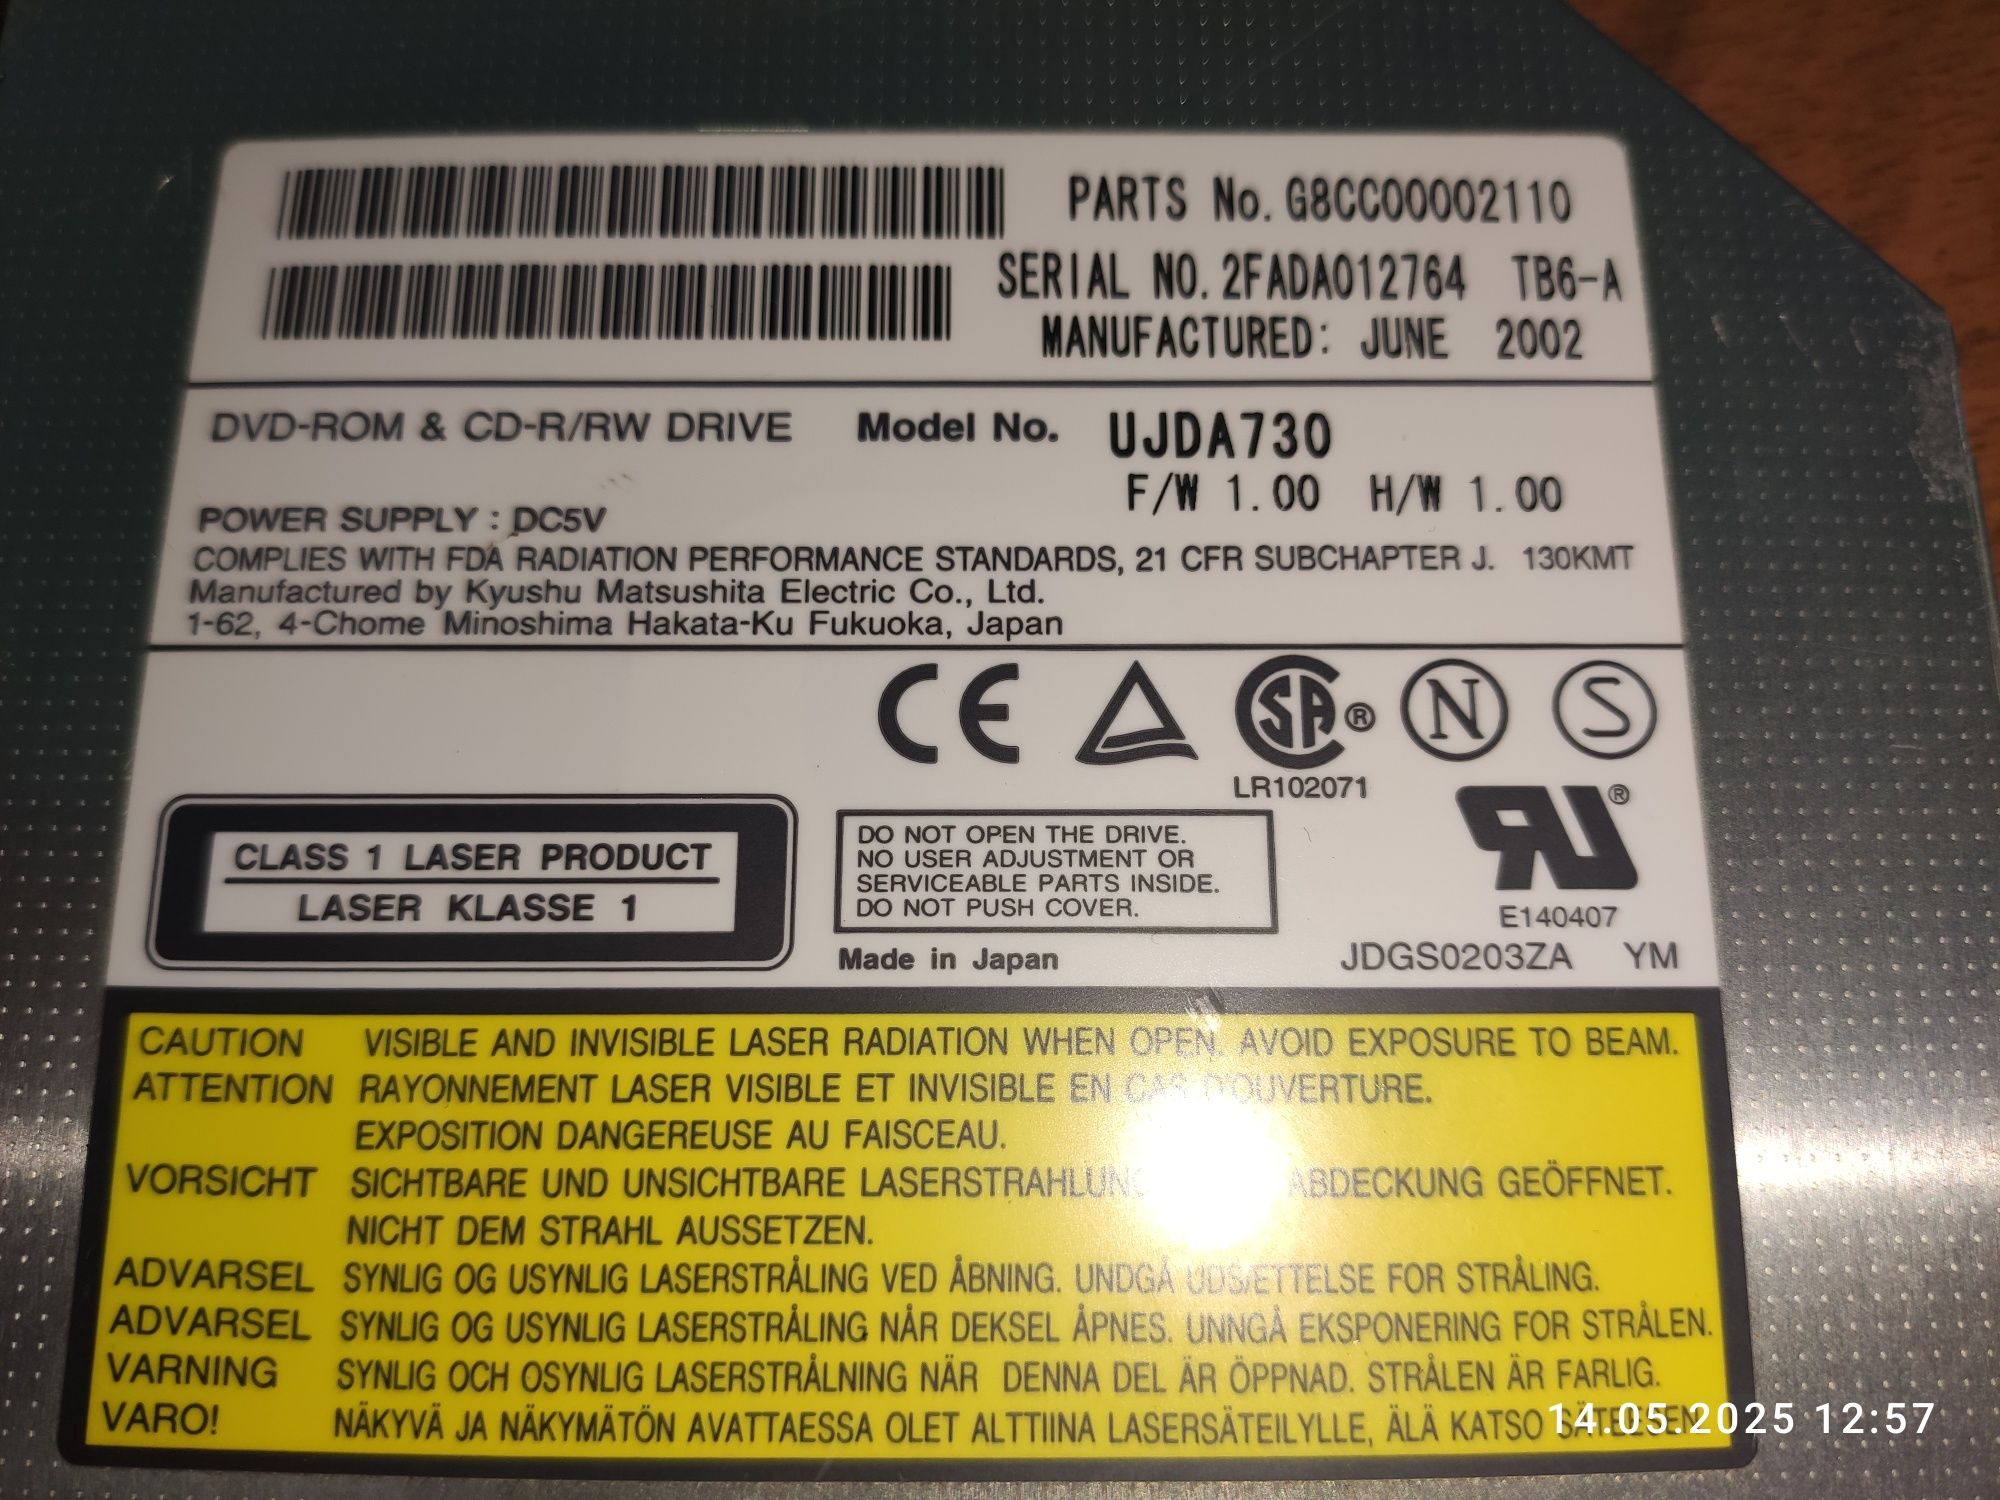 PARTS No. G8CC00002110
SERIAL NO. 2FADA012764 TB6-A
MANUFACTURED: JUNE 2002
DVD-ROM & CD-R/RW DRIVE Model No. UJDA730
F/W 1.00 H/W 1.00
POWER SUPPLY : DC5V
COMPLIES WITH FDA RADIATION PERFORMANCE STANDARDS, 21 CFR SUBCHAPTER J. 130KMT
Manufactured by Kyushu Matsushita Electric Co., Ltd.
1-62, 4-Chome Minoshima Hakata-Ku Fukuoka, Japan
CE SA® N S
LR102071
CLASS 1 LASER PRODUCT
LASER KLASSE 1
DO NOT OPEN THE DRIVE.
NO USER ADJUSTMENT OR
SERVICEABLE PARTS INSIDE.
DO NOT PUSH COVER.
®
E140407
Made in Japan
JDGS0203ZA YM
CAUTION VISIBLE AND INVISIBLE LASER RADIATION WHEN OPEN. AVOID EXPOSURE TO BEAM.
ATTENTION RAYONNEMENT LASER VISIBLE ET INVISIBLE EN CAS D'OUVERTURE.
EXPOSITION DANGEREUSE AU FAISCEAU.
VORSICHT SICHTBARE UND UNSICHTBARE LASERSTRAHLUNG ABDECKUNG GEÖFFNET.
NICHT DEM STRAHL AUSSETZEN.
ADVARSEL SYNLIG OG USYNLIG LASERSTRÅLING VED ÅBNING. UNDGÅ UDSÆTTELSE FOR STRÅLING.
ADVARSEL SYNLIG OG USYNLIG LASERSTRÅLING NÅR DEKSEL ÅPNES. UNNGÅ EKSPONERING FOR STRÅLEN.
VARNING SYNLIG OCH OSYNLIG LASERSTRÅLNING NÄR DENNA DEL ÄR ÖPPNAD. STRÅLEN ÄR FARLIG.
VARO! NÄKYVÄ JA NÄKYMÄTÖN AVATTAESSA OLET ALTTIINA LASERSÄTEILYLLE, ÄLÄ KATSO
14.05.2025 12:57